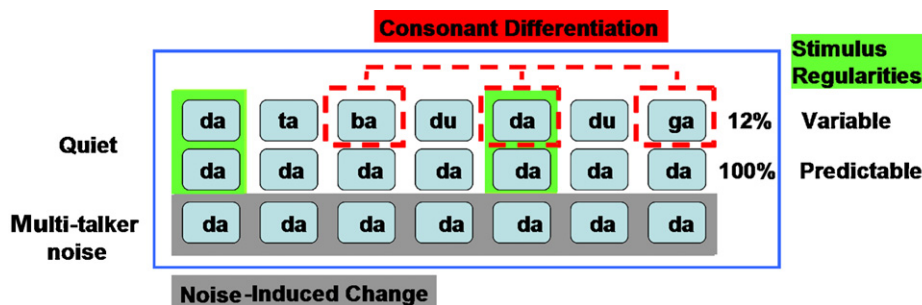 Consonant Differentiation
Stimulus
Regularities
Quiet
da ta ba du da du ga 12% Variable
da da da da da da da 100% Predictable
Multi-talker
noise
da da da da da da da
Noise-Induced Change